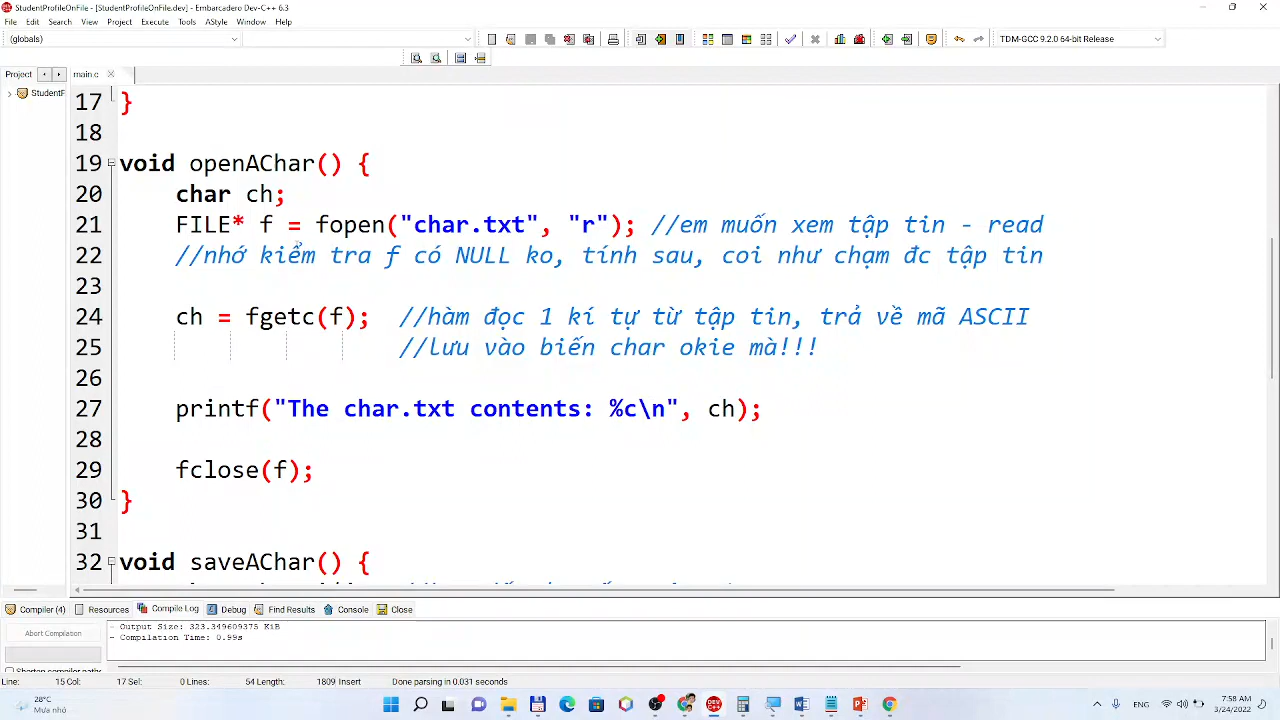 StudentProfileOnFile - [StudentProfileOnFile.dev] - Embarcadero Dev-C++ 6.3
File Edit Search View Project Execute Tools AStyle Window Help
(globals)
TDM-GCC 9.2.0 64-bit Release
Project
main.c
StudentF
17 }
18
19 void openAChar() {
20 char ch;
21 FILE* f = fopen("char.txt", "r"); //em muốn xem tập tin - read
22 //nhớ kiểm tra f có NULL ko, tính sau, coi như chạm đc tập tin
23
24 ch = fgetc(f); //hàm đọc 1 kí tự từ tập tin, trả về mã ASCII
25 //lưu vào biến char okie mà!!!
26
27 printf("The char.txt contents: %c\n", ch);
28
29 fclose(f);
30 }
31
32 void saveAChar() {
Compiler (4) Resources Compile Log Debug Find Results Console Close
Abort Compilation
- Output Size: 323.349609375 KiB
- Compilation Time: 0.99s
Shorten compiler paths
Line: 15 Col: 17 Sel: 0 Lines: 54 Length: 1809 Insert Done parsing in 0.031 seconds
28°C
Mưa nhỏ
ENG
7:58 AM
3/24/2022